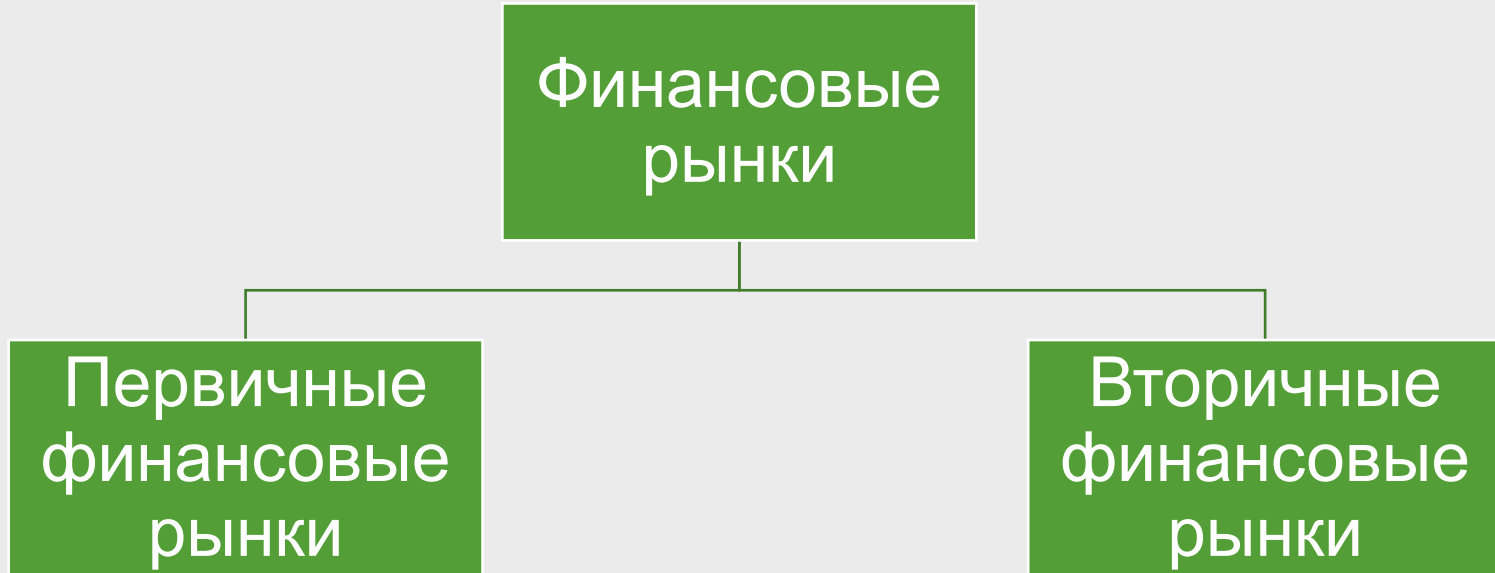 Финансовые
рынки
Первичные
финансовые
рынки
Вторичные
финансовые
рынки